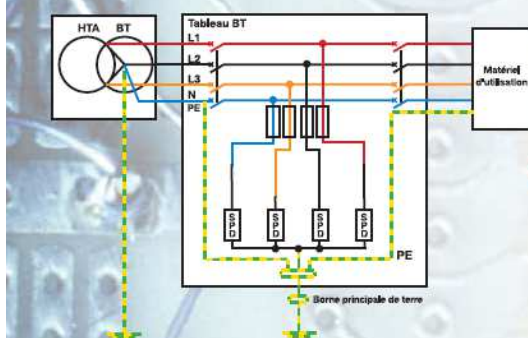 Tableau BT
HTA BT
L1
L2
L3
N
PE
Matériel
d'utilisation
SPD
SPD
SPD
SPD
PE
Borne principale de terre